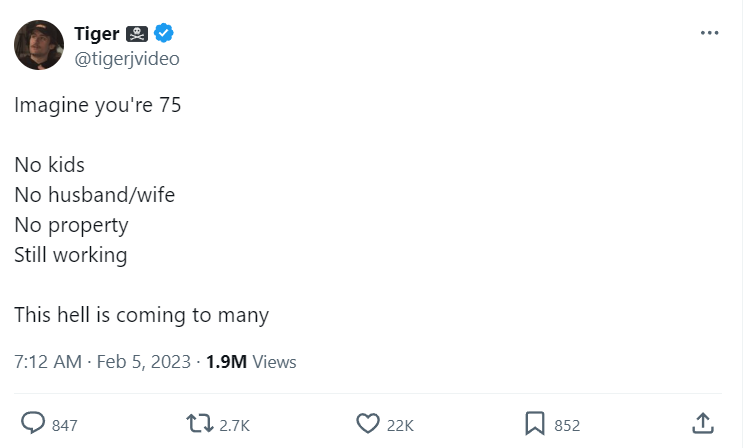 Tiger
@tigerjvideo
Imagine you're 75
No kids
No husband/wife
No property
Still working
This hell is coming to many
7:12 AM · Feb 5, 2023 · 1.9M Views
847 2.7K 22K 852